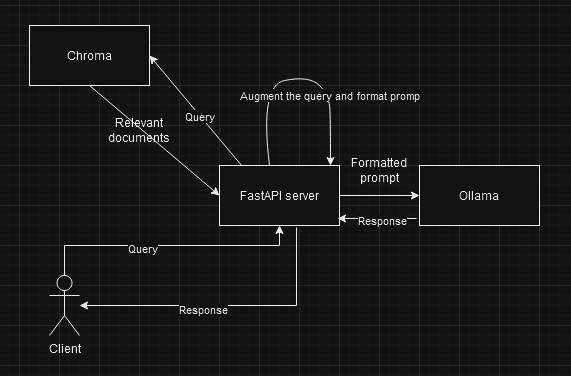 Chroma
Augment the query and format promp
Query
Relevant
documents
Formatted
prompt
FastAPI server
Ollama
Response
Query
Response
Client